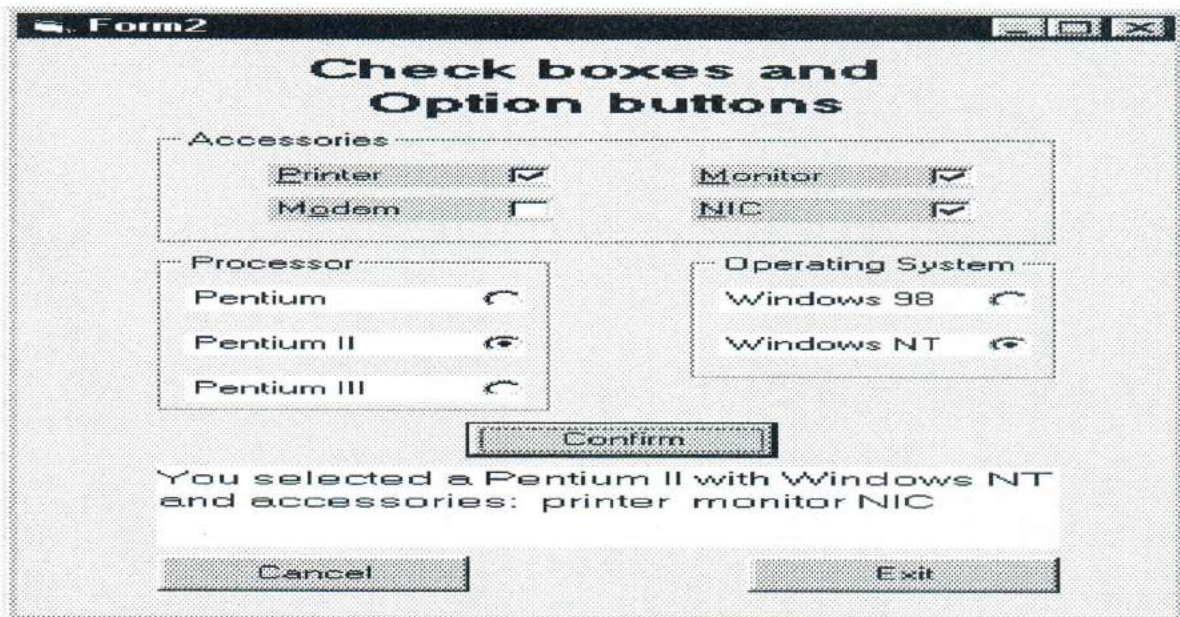 Form2
Check boxes and
Option buttons
Accessories
Printer Monitor
Modem NIC
Processor Operating System
Pentium Windows 98
Pentium II Windows NT
Pentium III
Confirm
You selected a Pentium II with Windows NT
and accessories: printer monitor NIC
Cancel Exit